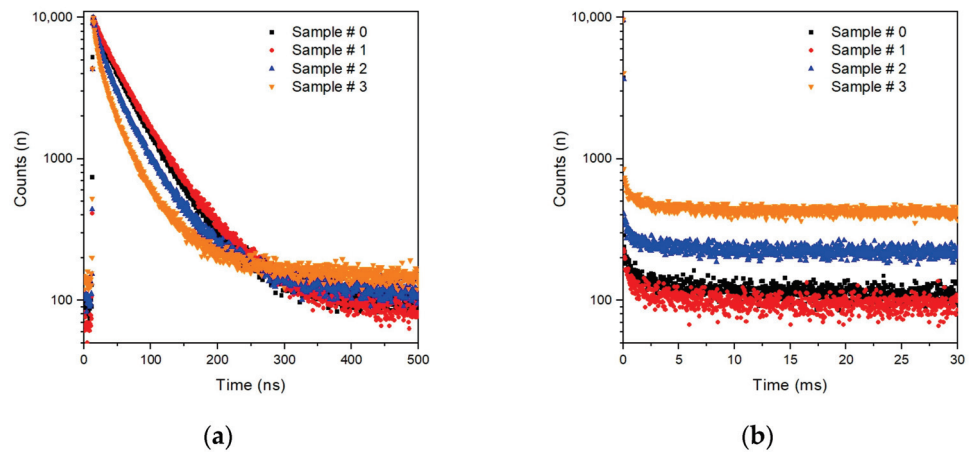 10,000
1000
100
Counts (n)
Sample # 0
Sample # 1
Sample # 2
Sample # 3
0 100 200 300 400 500
Time (ns)
(a)
10,000
1000
100
Counts (n)
Sample # 0
Sample # 1
Sample # 2
Sample # 3
0 5 10 15 20 25 30
Time (ms)
(b)